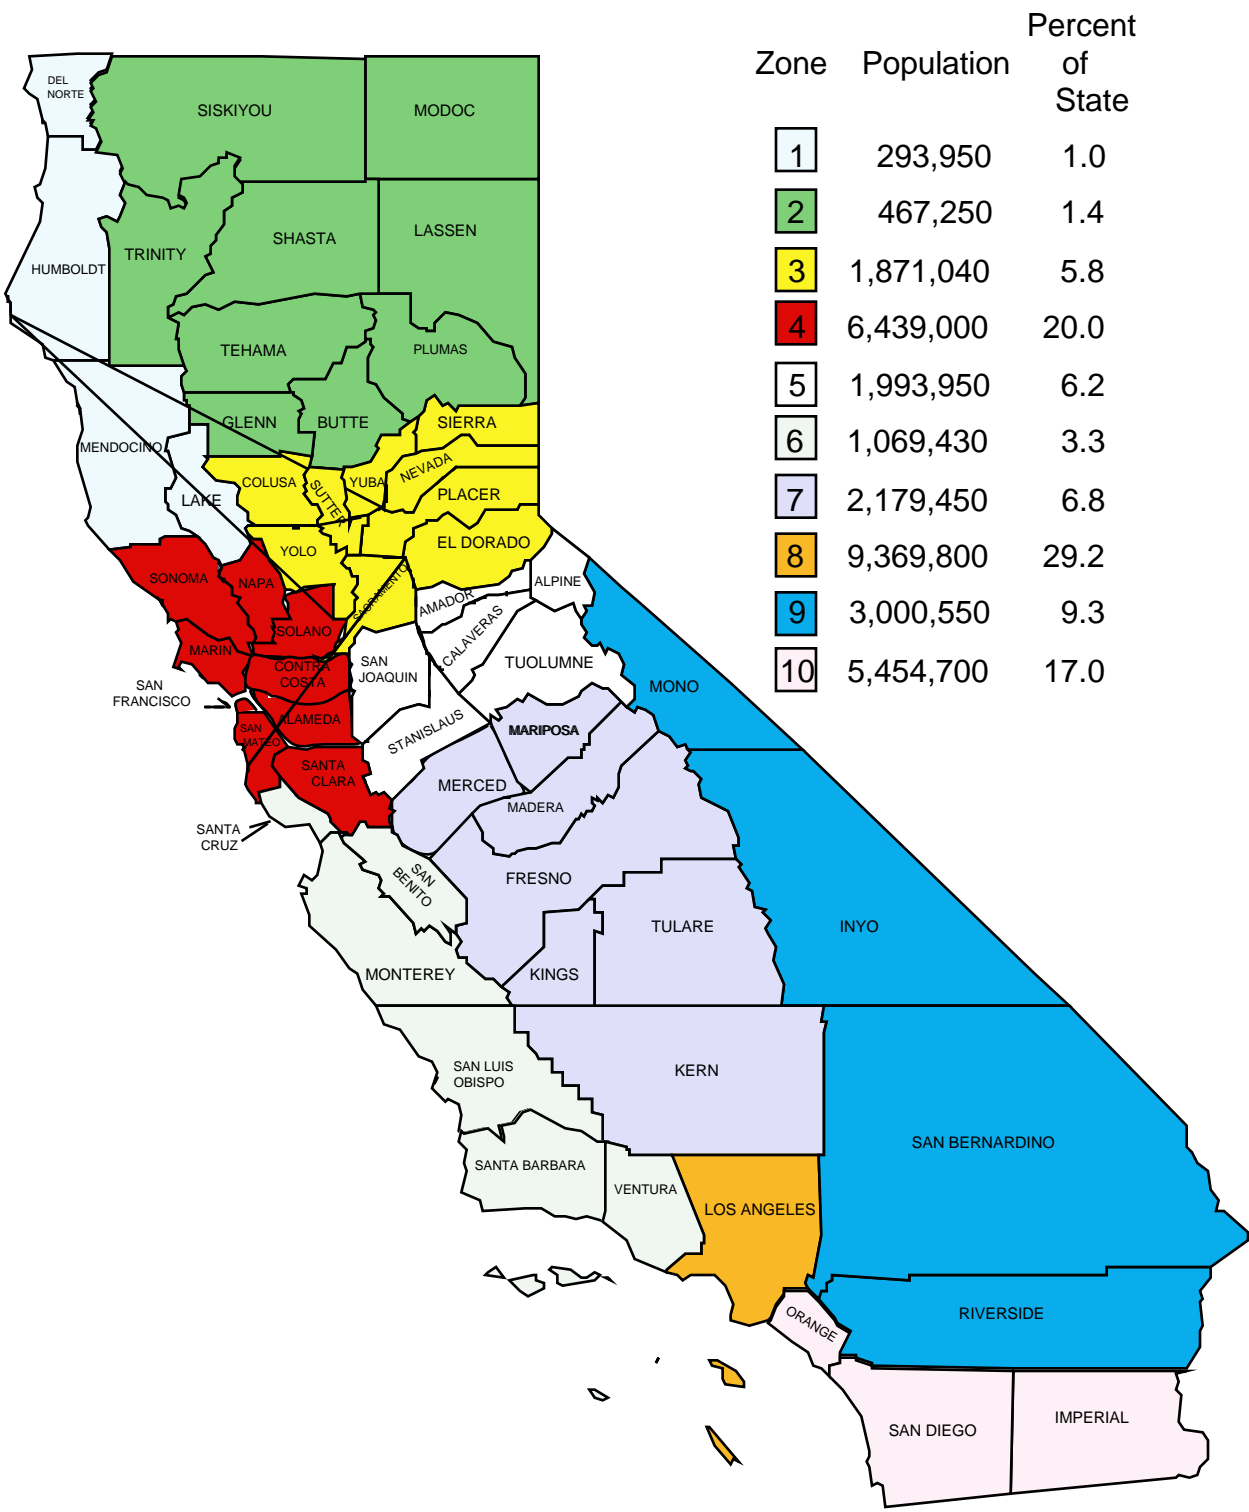 Percent
Zone Population of
State
1 293,950 1.0
2 467,250 1.4
3 1,871,040 5.8
4 6,439,000 20.0
5 1,993,950 6.2
6 1,069,430 3.3
7 2,179,450 6.8
8 9,369,800 29.2
9 3,000,550 9.3
10 5,454,700 17.0
DEL
NORTE
SISKIYOU
MODOC
HUMBOLDT
TRINITY
SHASTA
LASSEN
TEHAMA
PLUMAS
GLENN
BUTTE
SIERRA
MENDOCINO
LAKE
COLUSA
SUTTER
YUBA
NEVADA
PLACER
YOLO
EL DORADO
SONOMA
NAPA
SACRAMENTO
AMADOR
ALPINE
SOLANO
CALAVERAS
MARIN
CONTRA
COSTA
SAN
JOAQUIN
TUOLUMNE
MONO
SAN
FRANCISCO
ALAMEDA
SAN
MATEO
STANISLAUS
MARIPOSA
SANTA
CLARA
MERCED
MADERA
SANTA
CRUZ
SAN
BENITO
FRESNO
TULARE
INYO
MONTEREY
KINGS
SAN LUIS
OBISPO
KERN
SAN BERNARDINO
SANTA BARBARA
VENTURA
LOS ANGELES
ORANGE
RIVERSIDE
SAN DIEGO
IMPERIAL